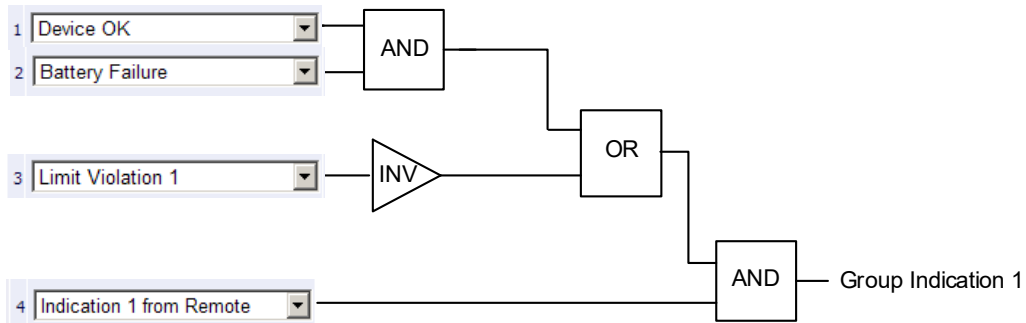 1 Device OK
AND
2 Battery Failure
OR
3 Limit Violation 1
INV
AND
Group Indication 1
4 Indication 1 from Remote